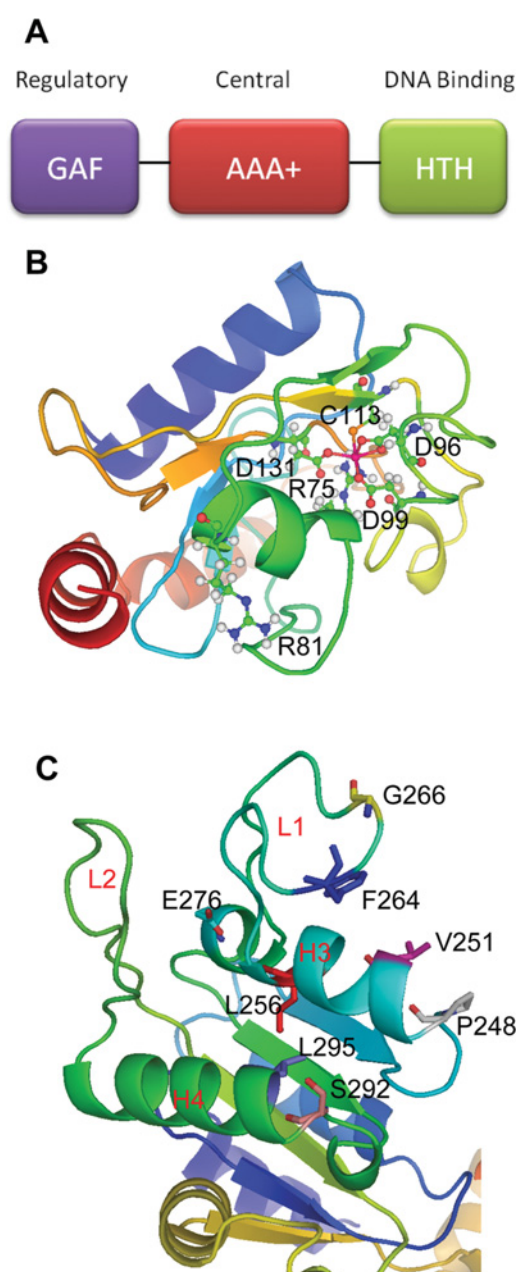 A
Regulatory Central DNA Binding
GAF AAA+ HTH
B
C113
D96
D131
R75
D99
R81
C
G266
L1
L2
E276
F264
V251
H3
L256
P248
L295
S292
H4